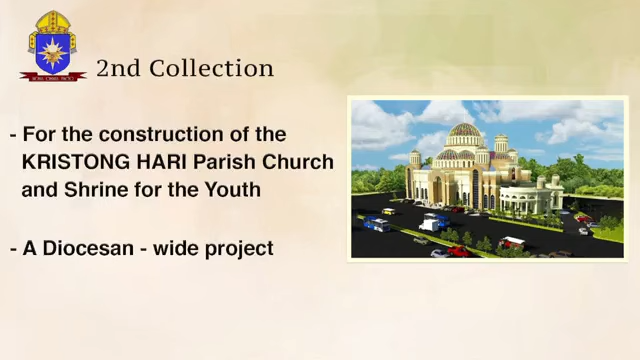 2nd Collection
- For the construction of the
KRISTONG HARI Parish Church
and Shrine for the Youth
- A Diocesan - wide project